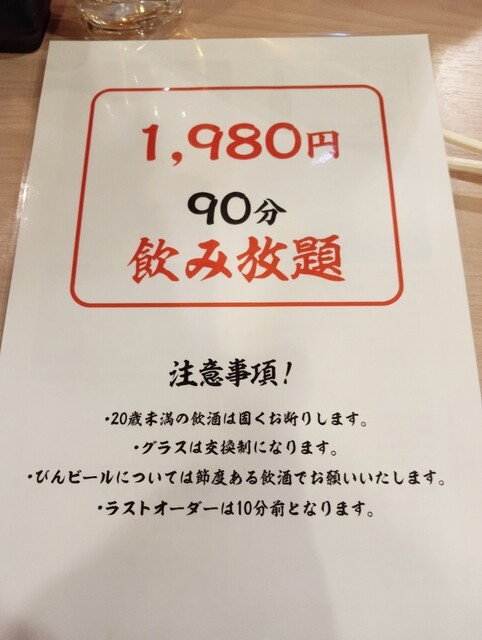 1,980円
90分
飲み放題
注意事項!
・20歳未満の飲酒は固くお断りします。
・グラスは交換制になります。
・びんビールについては節度ある飲酒でお願いいたします。
・ラストオーダーは10分前となります。